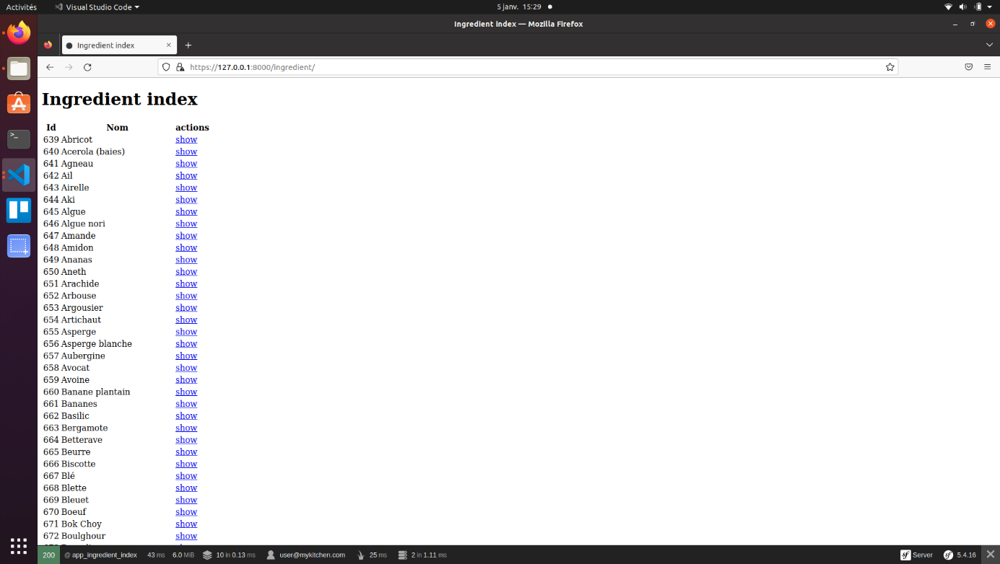 Activités Visual Studio Code 5 janv. 15:29
Ingredient index — Mozilla Firefox
Ingredient index
https://127.0.0.1:8000/ingredient/
Ingredient index
Id Nom actions
639 Abricot show
640 Acerola (baies) show
641 Agneau show
642 Ail show
643 Airelle show
644 Aki show
645 Algue show
646 Algue nori show
647 Amande show
648 Amidon show
649 Ananas show
650 Aneth show
651 Arachide show
652 Arbouse show
653 Argousier show
654 Artichaut show
655 Asperge show
656 Asperge blanche show
657 Aubergine show
658 Avocat show
659 Avoine show
660 Banane plantain show
661 Bananes show
662 Basilic show
663 Bergamote show
664 Betterave show
665 Beurre show
666 Biscotte show
667 Blé show
668 Blette show
669 Bleuet show
670 Boeuf show
671 Bok Choy show
672 Boulghour show
200 @ app_ingredient_index 43 ms 6.0 MiB 10 in 0.13 ms user@mykitchen.com 25 ms 2 in 1.11 ms sf Server sf 5.4.16